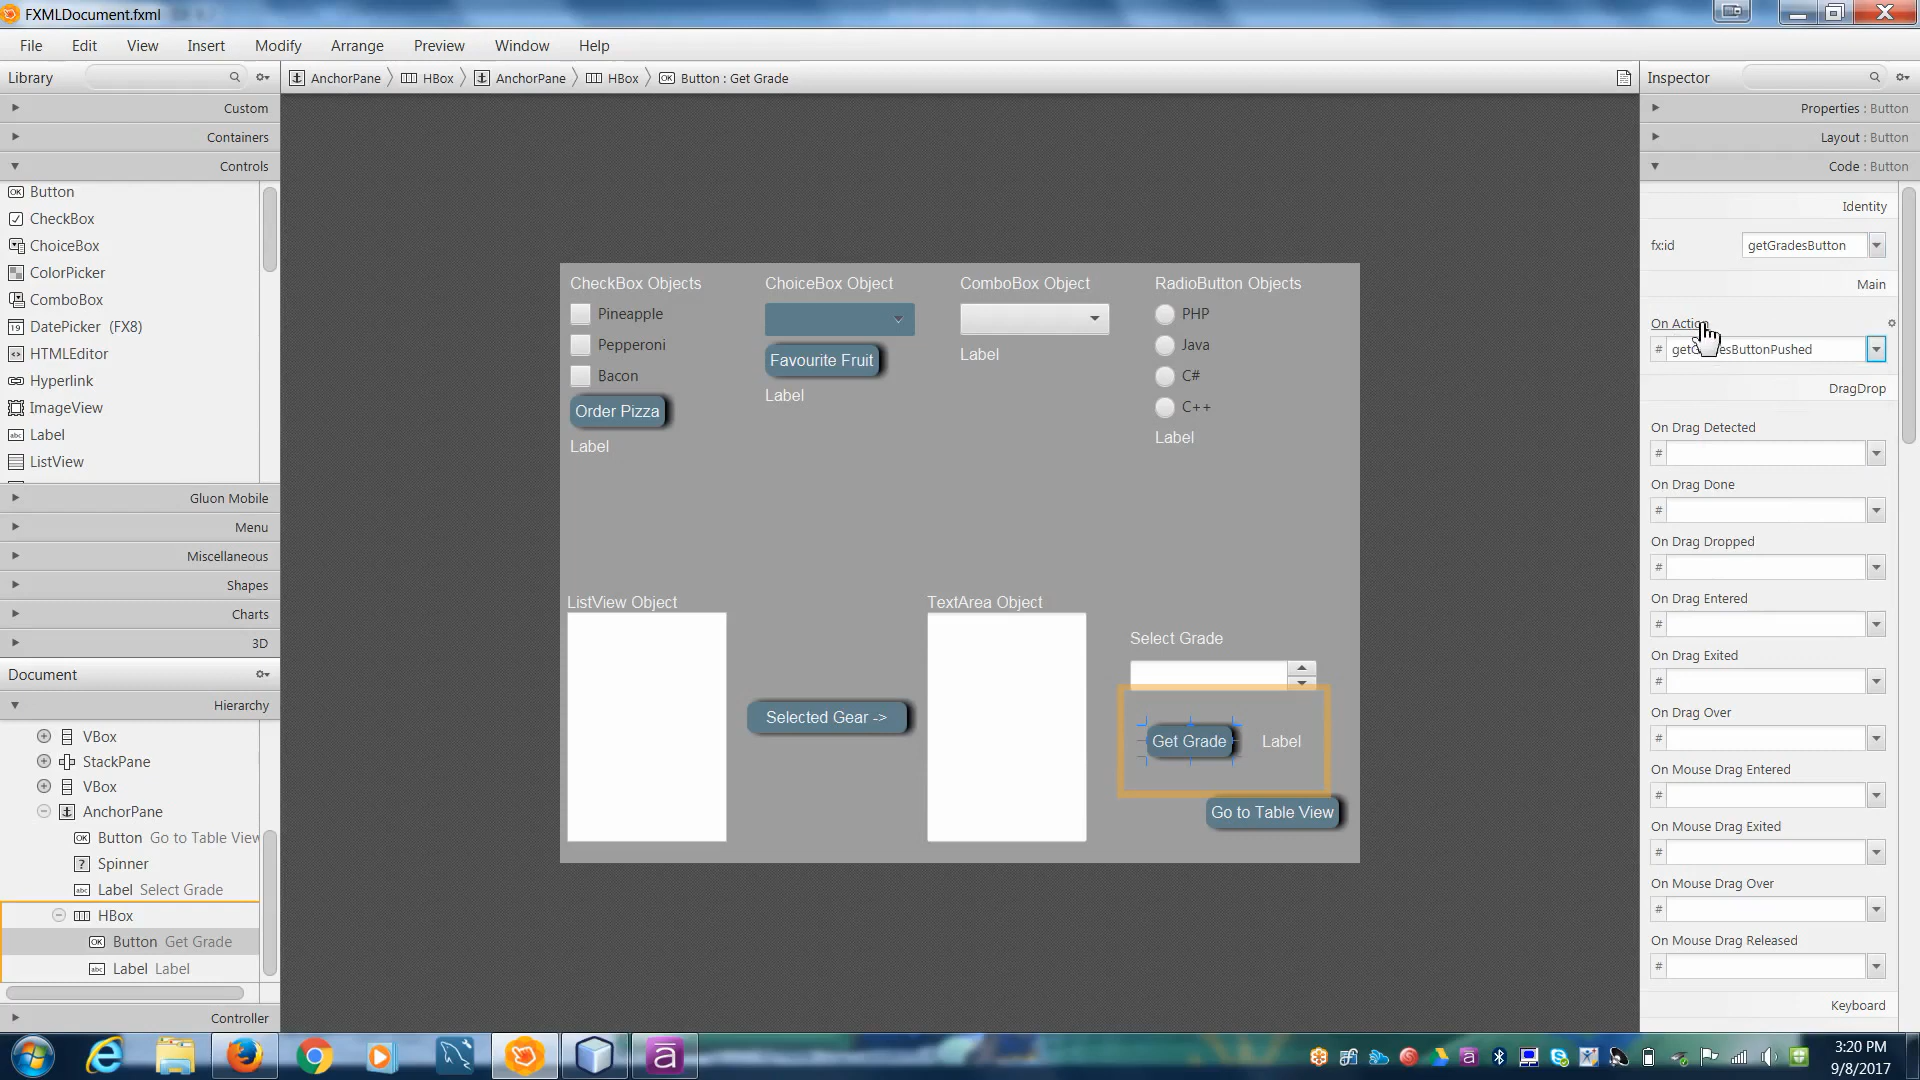 FXMLDocument.fxml
File Edit View Insert Modify Arrange Preview Window Help
Library
AnchorPane HBox AnchorPane HBox Button : Get Grade
Inspector
Custom
Containers
Controls
Button
CheckBox
ChoiceBox
ColorPicker
ComboBox
DatePicker (FX8)
HTMLEditor
Hyperlink
ImageView
Label
ListView
Gluon Mobile
Menu
Miscellaneous
Shapes
Charts
3D
Document
Hierarchy
VBox
StackPane
VBox
AnchorPane
Button Go to Table View
Spinner
Label Select Grade
HBox
Button Get Grade
Label Label
Controller
CheckBox Objects
Pineapple
Pepperoni
Bacon
Order Pizza
Label
ChoiceBox Object
Favourite Fruit
Label
ComboBox Object
Label
RadioButton Objects
PHP
Java
C#
C++
Label
ListView Object
Selected Gear ->
TextArea Object
Select Grade
Get Grade Label
Go to Table View
Properties : Button
Layout : Button
Code : Button
Identity
fx:id getGradesButton
Main
On Action
# getGradesButtonPushed
DragDrop
On Drag Detected
#
On Drag Done
#
On Drag Dropped
#
On Drag Entered
#
On Drag Exited
#
On Drag Over
#
On Mouse Drag Entered
#
On Mouse Drag Exited
#
On Mouse Drag Over
#
On Mouse Drag Released
#
Keyboard
3:20 PM
9/8/2017